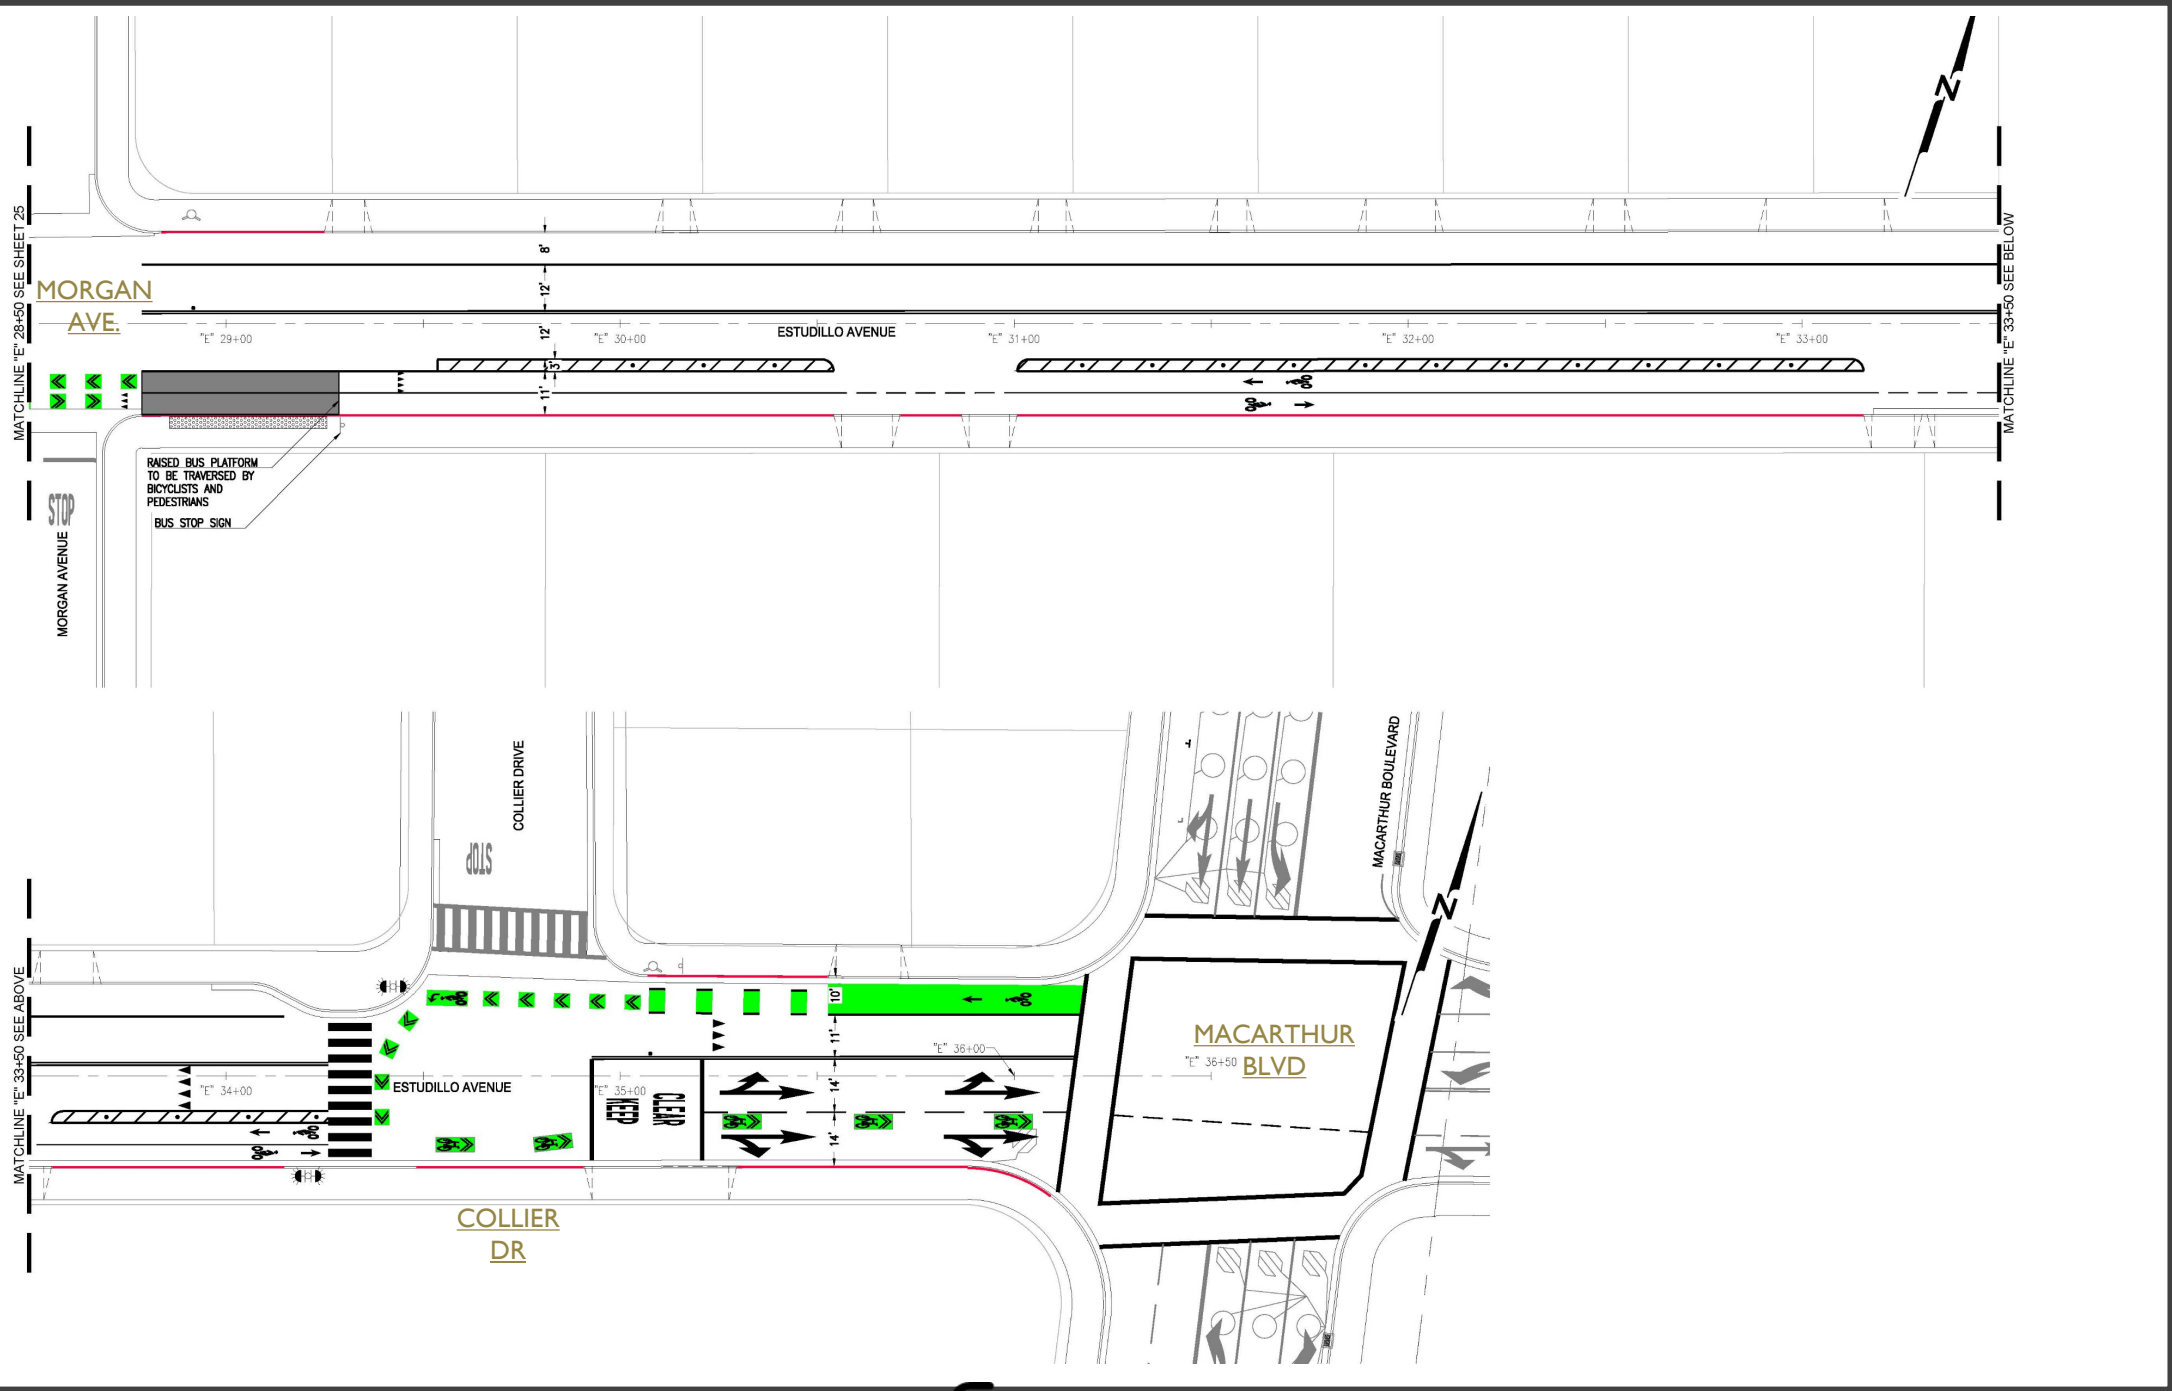 N
MATCHLINE "E" 28+50 SEE SHEET 25
MATCHLINE "E" 33+50 SEE BELOW
MORGAN
AVE.
8'
12'
12'
3'
11'
ESTUDILLO AVENUE
"E" 29+00
"E" 30+00
"E" 31+00
"E" 32+00
"E" 33+00
RAISED BUS PLATFORM
TO BE TRAVERSED BY
BICYCLISTS AND
PEDESTRIANS
BUS STOP SIGN
STOP
MORGAN AVENUE
COLLIER DRIVE
STOP
MACARTHUR BOULEVARD
N
MATCHLINE "E" 33+50 SEE ABOVE
10'
11'
14'
14'
"E" 34+00
ESTUDILLO AVENUE
"E" 35+00
"E" 36+00
"E" 36+50
KEEP
CLEAR
MACARTHUR
BLVD
COLLIER
DR